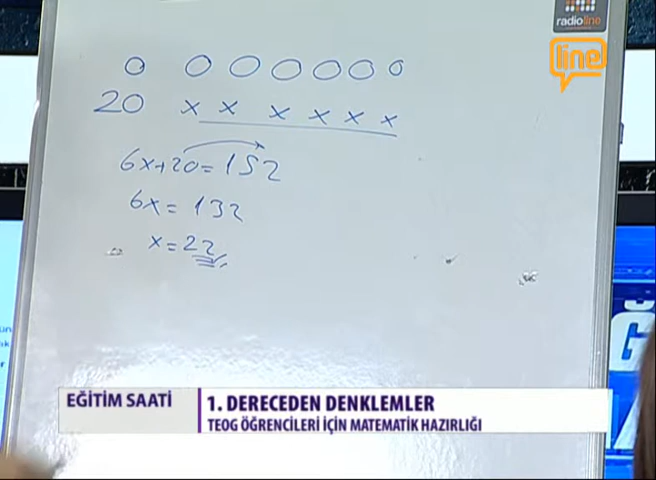 radioline
line
0 0 0 0 0 0 0
20 x x x x x x
6x+20=152
6x=132
x=22
EĞİTİM SAATİ
1. DERECEDEN DENKLEMLER
TEOG ÖĞRENCİLERİ İÇİN MATEMATİK HAZIRLIĞI